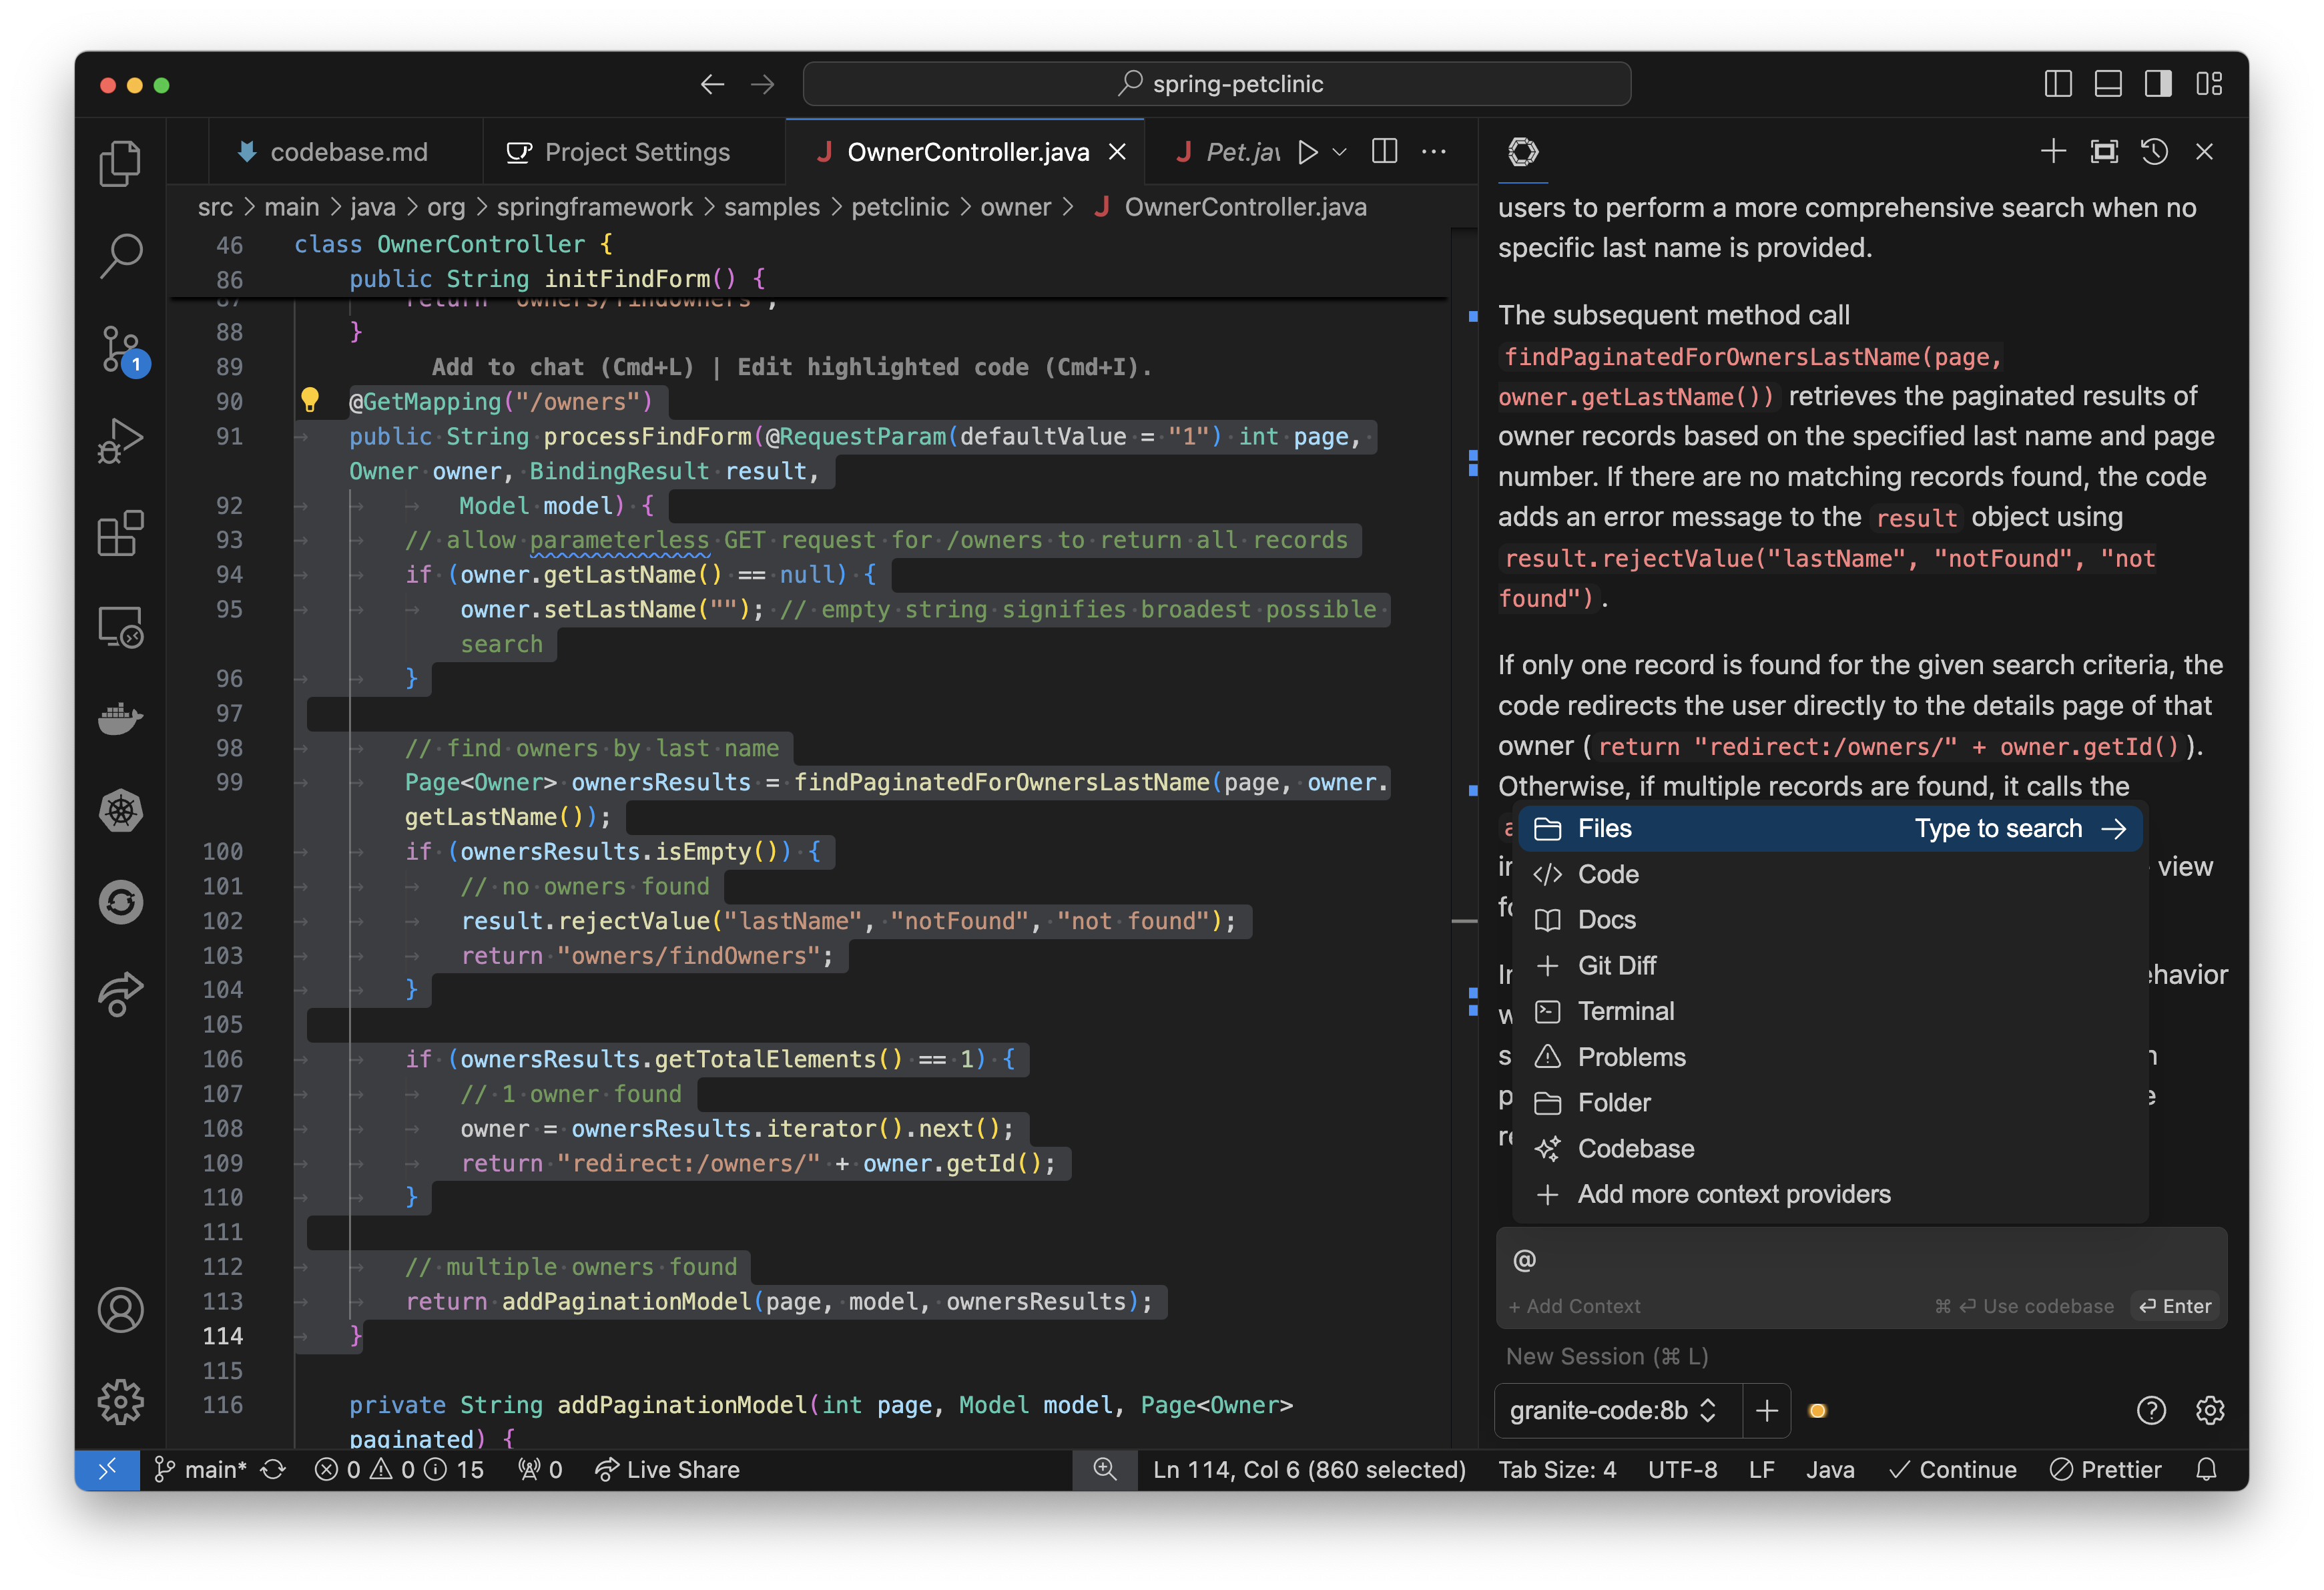 spring-petclinic
codebase.md
Project Settings
OwnerController.java
Pet.jav
src > main > java > org > springframework > samples > petclinic > owner > OwnerController.java
46 class OwnerController {
86 public String initFindForm() {
87 return "owners/findOwners";
88 }
89
Add to chat (Cmd+L) | Edit highlighted code (Cmd+I).
90 @GetMapping("/owners")
91 public String processFindForm(@RequestParam(defaultValue = "1") int page,
Owner owner, BindingResult result,
92 Model model) {
93 // allow parameterless GET request for /owners to return all records
94 if (owner.getLastName() == null) {
95 owner.setLastName(""); // empty string signifies broadest possible
search
96 }
97
98 // find owners by last name
99 Page<Owner> ownersResults = findPaginatedForOwnersLastName(page, owner.
getLastName());
100 if (ownersResults.isEmpty()) {
101 // no owners found
102 result.rejectValue("lastName", "notFound", "not found");
103 return "owners/findOwners";
104 }
105
106 if (ownersResults.getTotalElements() == 1) {
107 // 1 owner found
108 owner = ownersResults.iterator().next();
109 return "redirect:/owners/" + owner.getId();
110 }
111
112 // multiple owners found
113 return addPaginationModel(page, model, ownersResults);
114 }
115
116 private String addPaginationModel(int page, Model model, Page<Owner>
paginated) {
1
users to perform a more comprehensive search when no
specific last name is provided.
The subsequent method call
findPaginatedForOwnersLastName(page,
owner.getLastName()) retrieves the paginated results of
owner records based on the specified last name and page
number. If there are no matching records found, the code
adds an error message to the result object using
result.rejectValue("lastName", "notFound", "not
found").
If only one record is found for the given search criteria, the
code redirects the user directly to the details page of that
owner (return "redirect:/owners/" + owner.getId()).
Otherwise, if multiple records are found, it calls the
view
Files Type to search →
Code
Docs
Git Diff
Terminal
Problems
Folder
Codebase
Add more context providers
@
+ Add Context ⌘ ⏎ Use codebase ⏎ Enter
New Session (⌘ L)
granite-code:8b
main* 0 0 15 0 Live Share Ln 114, Col 6 (860 selected) Tab Size: 4 UTF-8 LF Java Continue Prettier